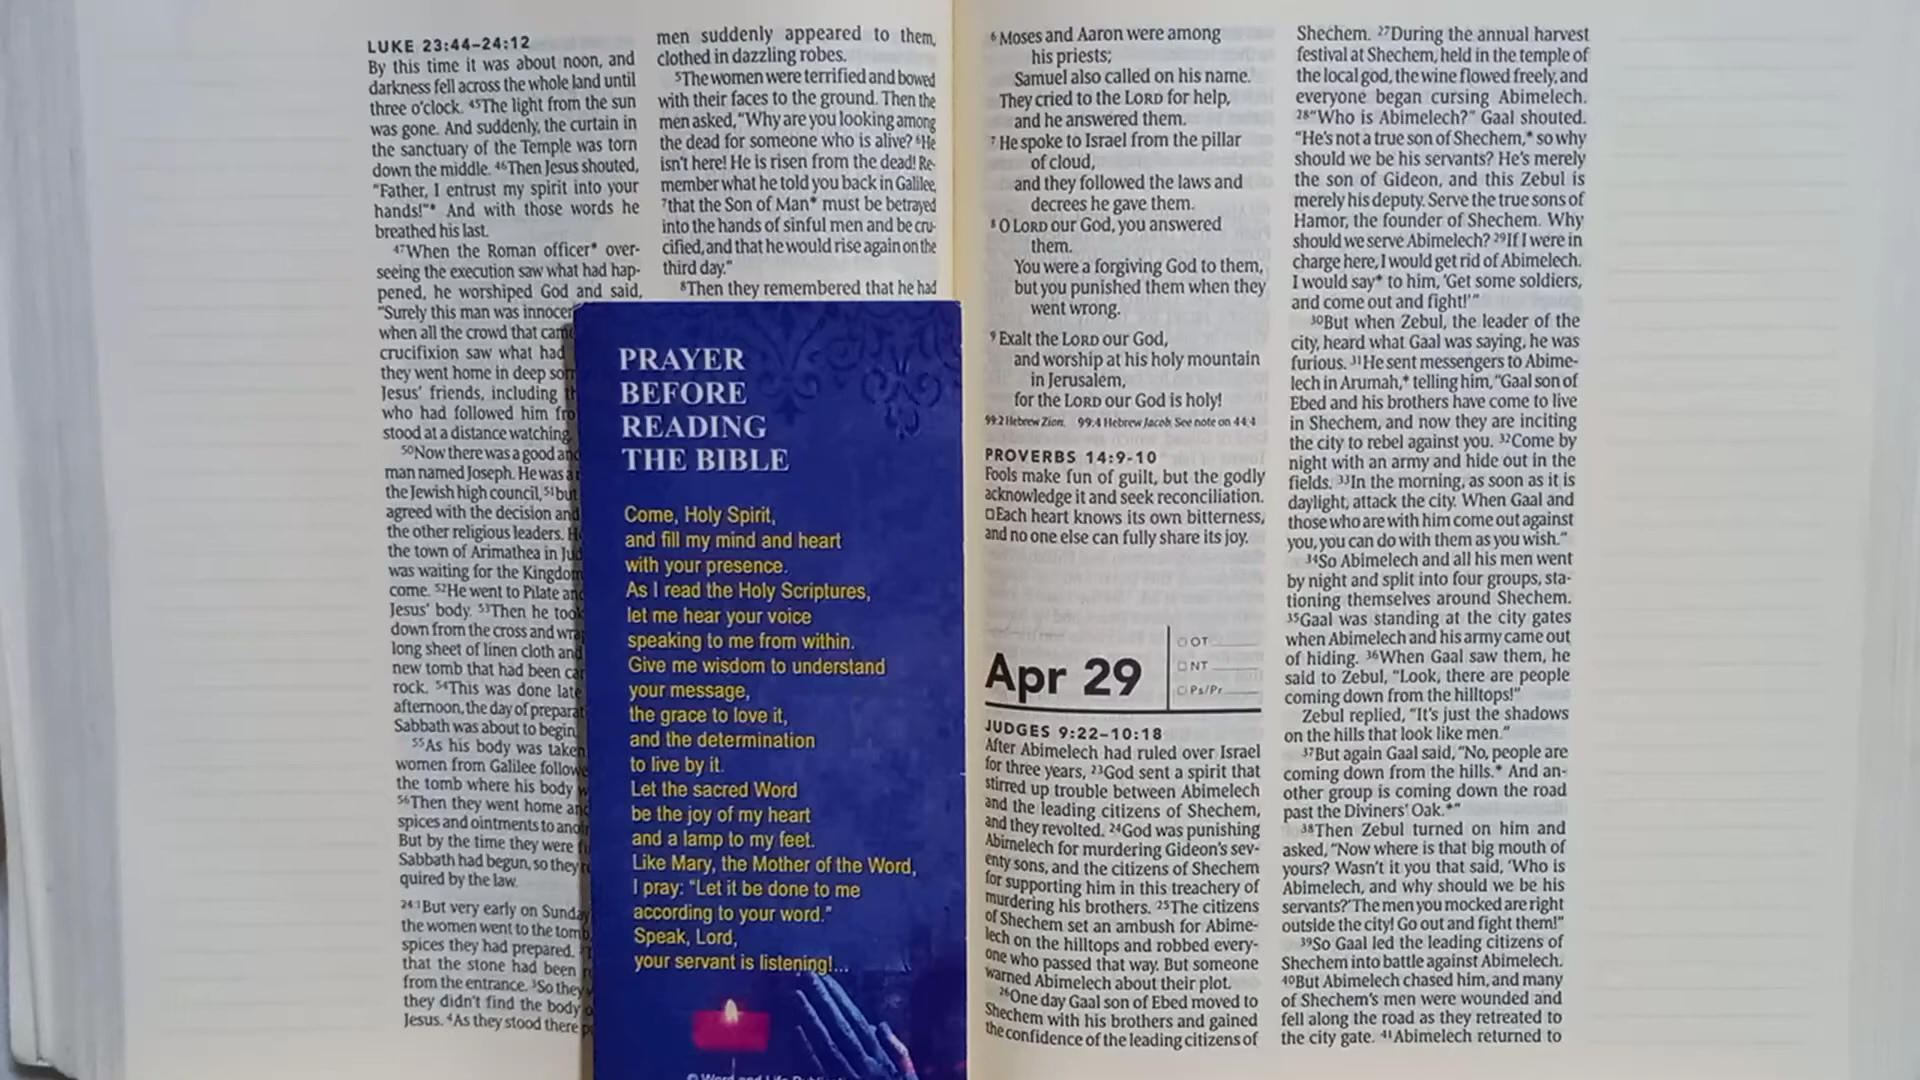 LUKE 23:44–24:12
By this time it was about noon, and
darkness fell across the whole land until
three o'clock. 45The light from the sun
was gone. And suddenly, the curtain in
the sanctuary of the Temple was torn
down the middle. 46Then Jesus shouted,
"Father, I entrust my spirit into your
hands!"* And with those words he
breathed his last.
47When the Roman officer* over-
seeing the execution saw what had hap-
pened, he worshiped God and said,
"Surely this man was
when all the crowd that
crucifixion saw what had
they went home in deep
Jesus' friends, including
who had followed him
stood at a distance watching
50Now there was a good
man named Joseph. He was
the Jewish high council, 51but
agreed with the decision and
the other religious leaders.
the town of Arimathea in
was waiting for the
come. 52He went to Pilate
Jesus' body. 53Then he took
down from the cross and
long sheet of linen cloth and
new tomb that had been
rock. 54This was done late
afternoon, the day of
Sabbath was about to begin
55As his body was taken
women from Galilee
the tomb where his body
56Then they went home
spices and ointments to
But by the time they were
Sabbath had begun, so they
quired by the law.
24:1But very early on
the women went to the
spices they had prepared.
that the stone had been
from the entrance. 3So they
they didn't find the body
Jesus. 4As they stood there
men suddenly appeared to them,
clothed in dazzling robes.
5The women were terrified and bowed
with their faces to the ground. Then the
men asked, "Why are you looking among
the dead for someone who is alive? 6He
isn't here! He is risen from the dead! Re-
member what he told you back in Galilee,
7that the Son of Man* must be betrayed
into the hands of sinful men and be cru-
cified, and that he would rise again on the
third day."
8Then they remembered that he had
PRAYER
BEFORE
READING
THE BIBLE
Come, Holy Spirit,
and fill my mind and heart
with your presence.
As I read the Holy Scriptures,
let me hear your voice
speaking to me from within.
Give me wisdom to understand
your message,
the grace to love it,
and the determination
to live by it.
Let the sacred Word
be the joy of my heart
and a lamp to my feet.
Like Mary, the Mother of the Word,
I pray: "Let it be done to me
according to your word."
Speak, Lord,
your servant is listening!...
© Word and Life
6 Moses and Aaron were among
his priests;
Samuel also called on his name.
They cried to the LORD for help,
and he answered them.
7 He spoke to Israel from the pillar
of cloud,
and they followed the laws and
decrees he gave them.
8 O LORD our God, you answered
them.
You were a forgiving God to them,
but you punished them when they
went wrong.
9 Exalt the LORD our God,
and worship at his holy mountain
in Jerusalem,
for the LORD our God is holy!
99:2 Hebrew Zion. 99:4 Hebrew Jacob. See note on 44:4
PROVERBS 14:9-10
Fools make fun of guilt, but the godly
acknowledge it and seek reconciliation.
□Each heart knows its own bitterness,
and no one else can fully share its joy.
Apr 29
□ OT
□ NT
□ Ps/Pr
JUDGES 9:22–10:18
After Abimelech had ruled over Israel
for three years, 23God sent a spirit that
stirred up trouble between Abimelech
and the leading citizens of Shechem,
and they revolted. 24God was punishing
Abimelech for murdering Gideon's sev-
enty sons, and the citizens of Shechem
for supporting him in this treachery of
murdering his brothers. 25The citizens
of Shechem set an ambush for Abime-
lech on the hilltops and robbed every-
one who passed that way. But someone
warned Abimelech about their plot.
26One day Gaal son of Ebed moved to
Shechem with his brothers and gained
the confidence of the leading citizens of
Shechem. 27During the annual harvest
festival at Shechem, held in the temple of
the local god, the wine flowed freely, and
everyone began cursing Abimelech.
28"Who is Abimelech?" Gaal shouted.
"He's not a true son of Shechem,* so why
should we be his servants? He's merely
the son of Gideon, and this Zebul is
merely his deputy. Serve the true sons of
Hamor, the founder of Shechem. Why
should we serve Abimelech? 29If I were in
charge here, I would get rid of Abimelech.
I would say* to him, 'Get some soldiers,
and come out and fight!'"
30But when Zebul, the leader of the
city, heard what Gaal was saying, he was
furious. 31He sent messengers to Abime-
lech in Arumah,* telling him, "Gaal son of
Ebed and his brothers have come to live
in Shechem, and now they are inciting
the city to rebel against you. 32Come by
night with an army and hide out in the
fields. 33In the morning, as soon as it is
daylight, attack the city. When Gaal and
those who are with him come out against
you, you can do with them as you wish."
34So Abimelech and all his men went
by night and split into four groups, sta-
tioning themselves around Shechem.
35Gaal was standing at the city gates
when Abimelech and his army came out
of hiding. 36When Gaal saw them, he
said to Zebul, "Look, there are people
coming down from the hilltops!"
Zebul replied, "It's just the shadows
on the hills that look like men."
37But again Gaal said, "No, people are
coming down from the hills.* And an-
other group is coming down the road
past the Diviners' Oak.*"
38Then Zebul turned on him and
asked, "Now where is that big mouth of
yours? Wasn't it you that said, 'Who is
Abimelech, and why should we be his
servants?' The men you mocked are right
outside the city! Go out and fight them!"
39So Gaal led the leading citizens of
Shechem into battle against Abimelech.
40But Abimelech chased him, and many
of Shechem's men were wounded and
fell along the road as they retreated to
the city gate. 41Abimelech returned to